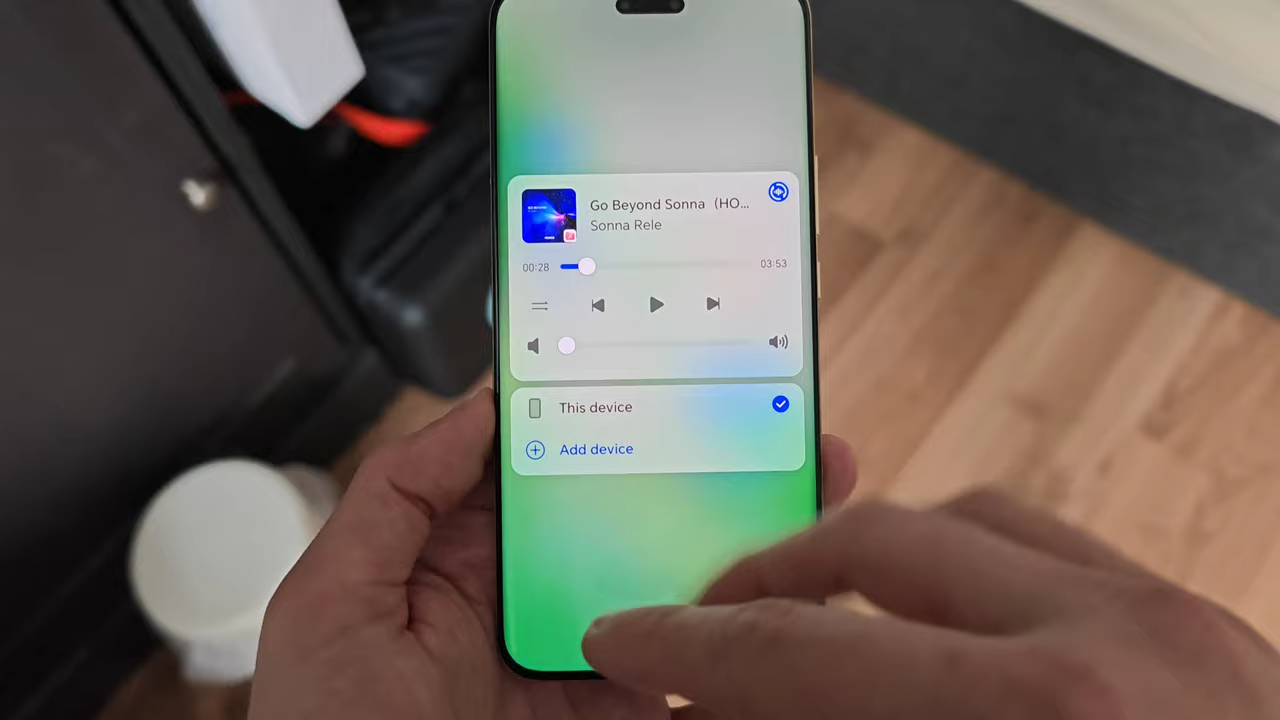 Go Beyond Sonna (HO...
Sonna Rele
00:28
03:53
This device
Add device